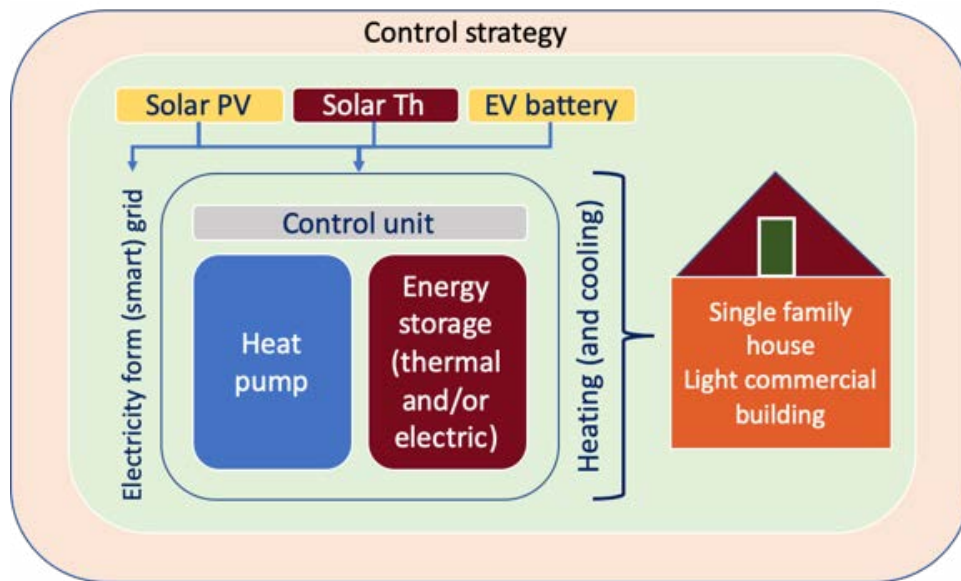 Control strategy
Solar PV
Solar Th
EV battery
Electricity form (smart) grid
Control unit
Heat
pump
Energy
storage
(thermal
and/or
electric)
Heating (and cooling)
Single family
house
Light commercial
building